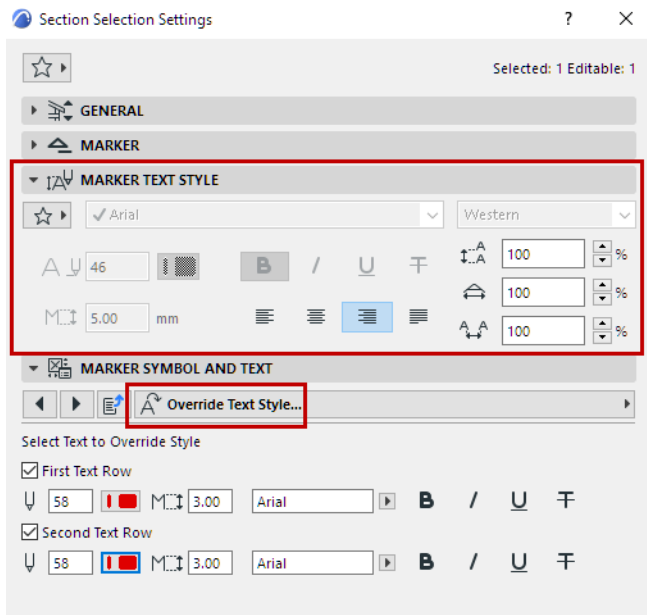 Section Selection Settings ?
Selected: 1 Editable: 1
GENERAL
MARKER
MARKER TEXT STYLE
Arial Western
46 B I U T 100 %
100 %
5.00 mm
100 %
MARKER SYMBOL AND TEXT
Override Text Style...
Select Text to Override Style
First Text Row
58 3.00 Arial B I U T
Second Text Row
58 3.00 Arial B I U T